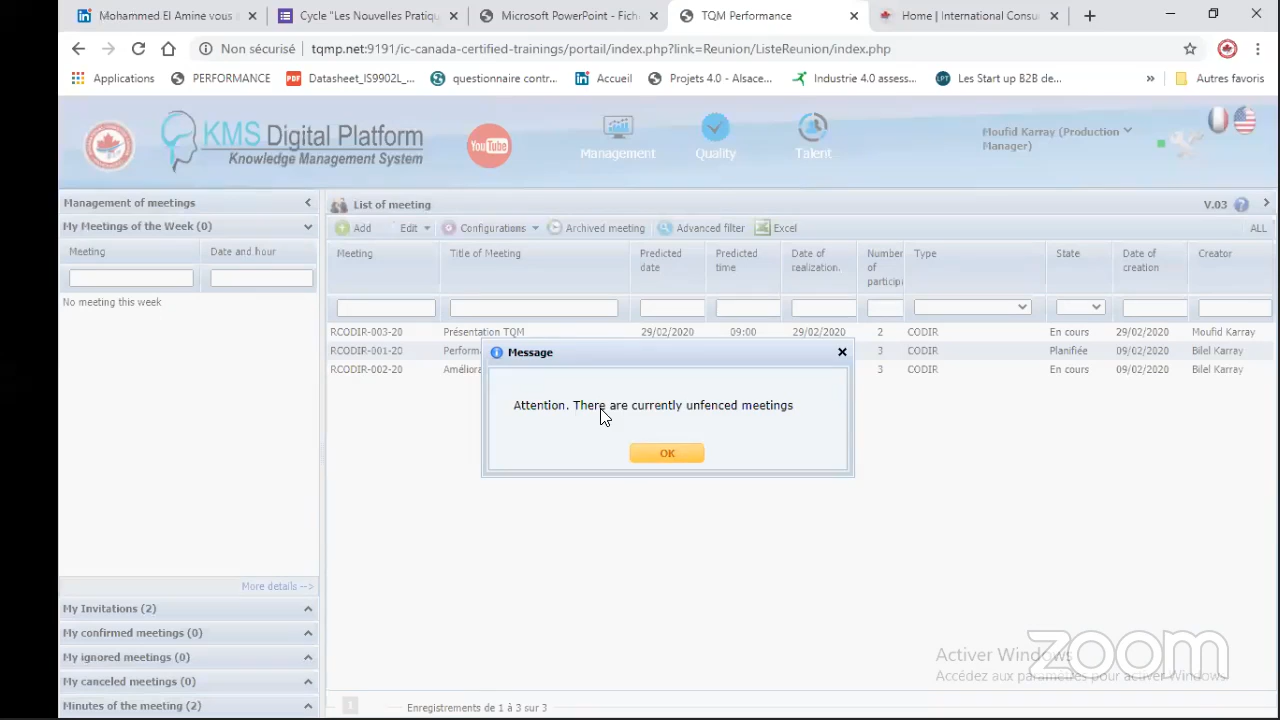 Mohammed El Amine vous i
Cycle "Les Nouvelles Pratiqu
Microsoft PowerPoint - Fich
TQM Performance
Home | International Consu
Non sécurisé
tqmp.net:9191/ic-canada-certified-trainings/portail/index.php?link=Reunion/ListeReunion/index.php
Applications
PERFORMANCE
PDF
Datasheet_IS9902L_...
questionnaire contr...
Accueil
Projets 4.0 - Alsace...
Industrie 4.0 assess...
LPT
Les Start up B2B de...
Autres favoris
KMS Digital Platform
Knowledge Management System
YouTube
Management
Quality
Talent
Moufid Karray (Production Manager)
Management of meetings
List of meeting
V.03
My Meetings of the Week (0)
Add
Edit
Configurations
Archived meeting
Advanced filter
Excel
ALL
Meeting
Date and hour
No meeting this week
Meeting
Title of Meeting
Predicted date
Predicted time
Date of realization.
Number of particip
Type
State
Date of creation
Creator
RCODIR-003-20 Présentation TQM 29/02/2020 09:00 29/02/2020 2 CODIR En cours 29/02/2020 Moufid Karray
RCODIR-001-20 Perform 3 CODIR Planifiée 09/02/2020 Bilel Karray
RCODIR-002-20 Améliora 3 CODIR En cours 09/02/2020 Bilel Karray
Message
Attention. There are currently unfenced meetings
OK
More details -->
My Invitations (2)
My confirmed meetings (0)
My ignored meetings (0)
My canceled meetings (0)
Minutes of the meeting (2)
Enregistrements de 1 à 3 sur 3
Activer Windows
Accédez aux paramètres pour activer Windows.
zoom